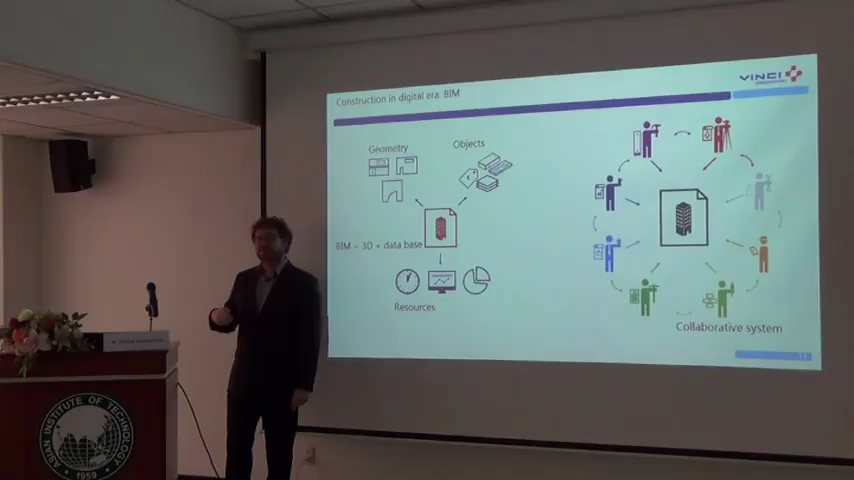 VINCI
Construction in digital era: BIM
Geometry
Objects
BIM = 3D + data base
Resources
Collaborative system
11
ASIAN INSTITUTE OF TECHNOLOGY
1959